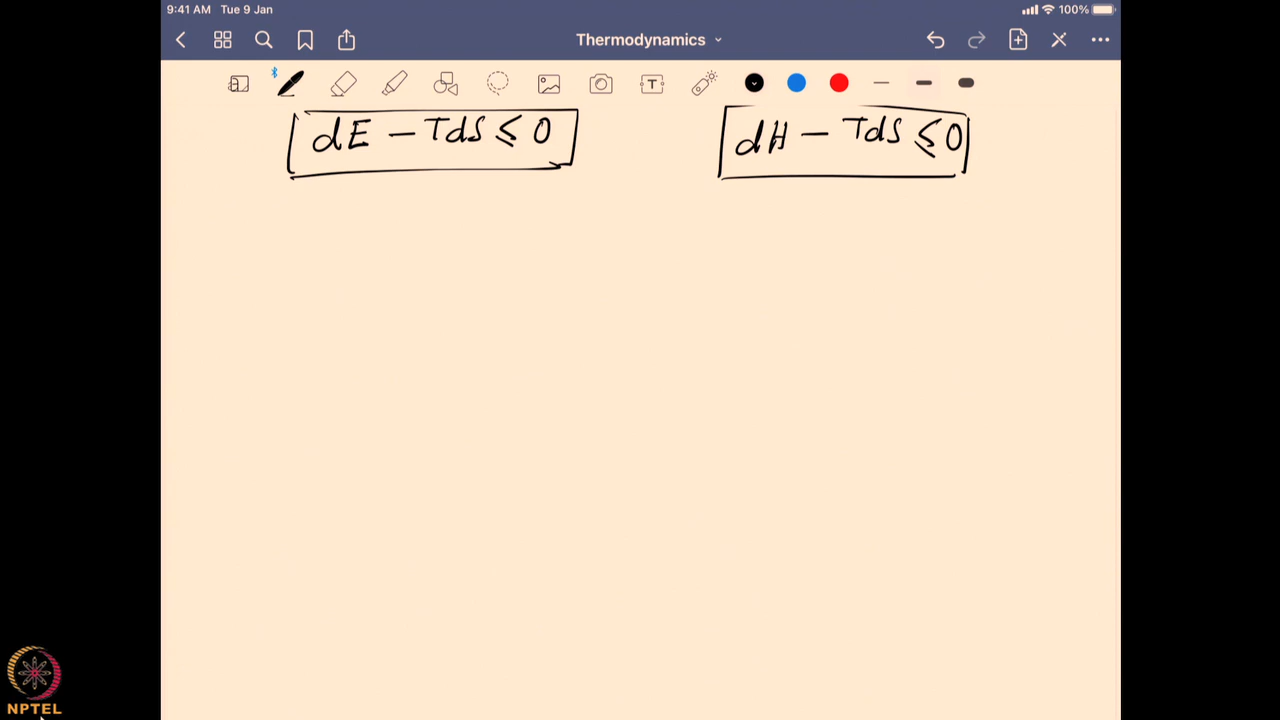 9:41 AM Tue 9 Jan 100%
Thermodynamics
T
dE - TdS ≤ 0
dH - TdS ≤ 0
NPTEL